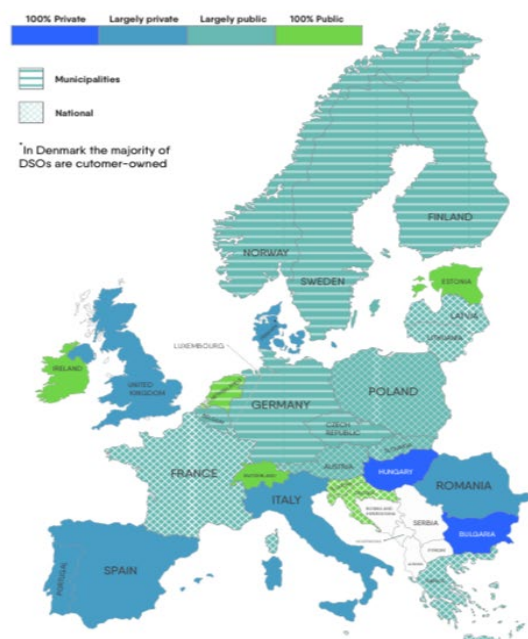 100% Private
Largely private
Largely public
100% Public
Municipalities
National
*In Denmark the majority of
DSOs are cutomer-owned
FINLAND
NORWAY
SWEDEN
ESTONIA
LATVIA
LITHUANIA
LUXEMBOURG
IRELAND
UNITED
KINGDOM
GERMANY
POLAND
CZECH
REPUBLIC
AUSTRIA
FRANCE
HUNGARY
ROMANIA
ITALY
SERBIA
BULGARIA
SPAIN
PORTUGAL